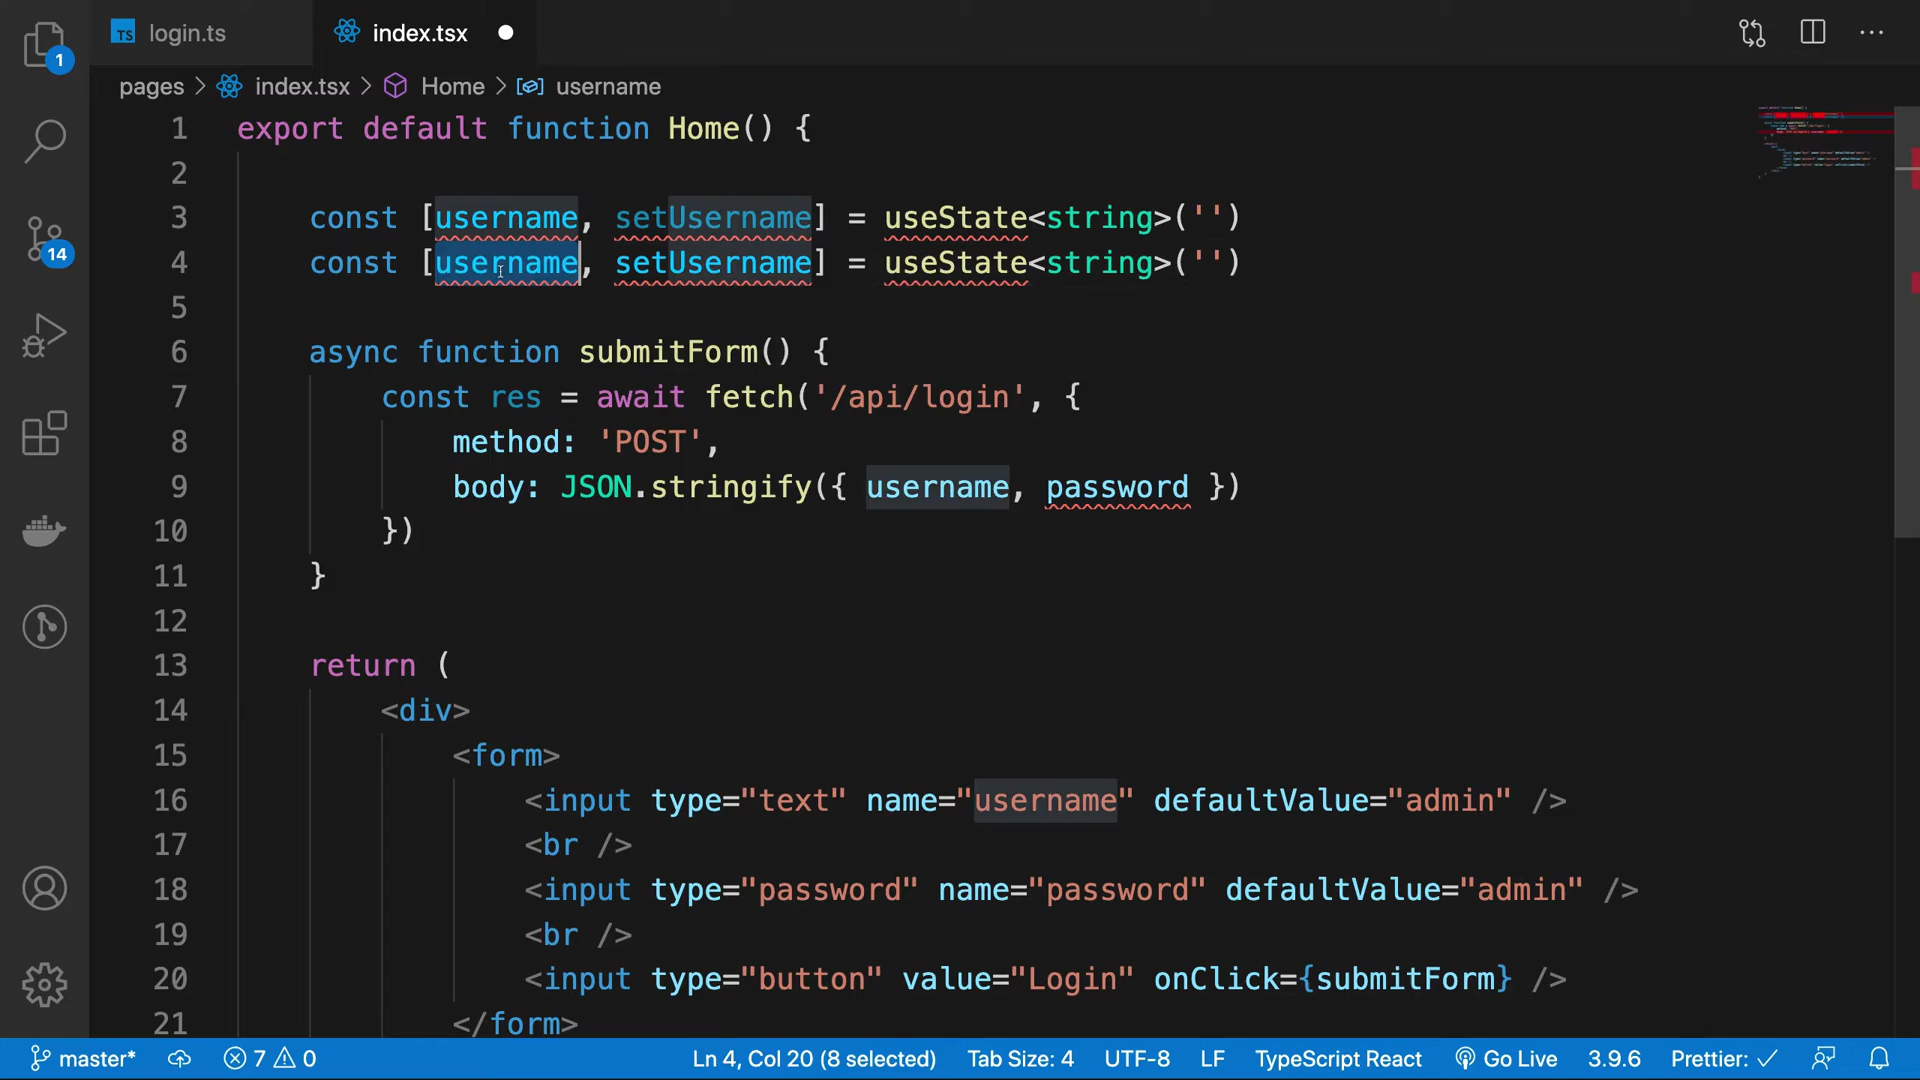 TS login.ts index.tsx
1
pages > index.tsx > Home > username
1 export default function Home() {
2
3 const [username, setUsername] = useState<string>('')
4 const [username, setUsername] = useState<string>('')
14
5
6 async function submitForm() {
7 const res = await fetch('/api/login', {
8 method: 'POST',
9 body: JSON.stringify({ username, password })
10 })
11 }
12
13 return (
14 <div>
15 <form>
16 <input type="text" name="username" defaultValue="admin" />
17 <br />
18 <input type="password" name="password" defaultValue="admin" />
19 <br />
20 <input type="button" value="Login" onClick={submitForm} />
21 </form>
master* 7 0 Ln 4, Col 20 (8 selected) Tab Size: 4 UTF-8 LF TypeScript React Go Live 3.9.6 Prettier: ✓